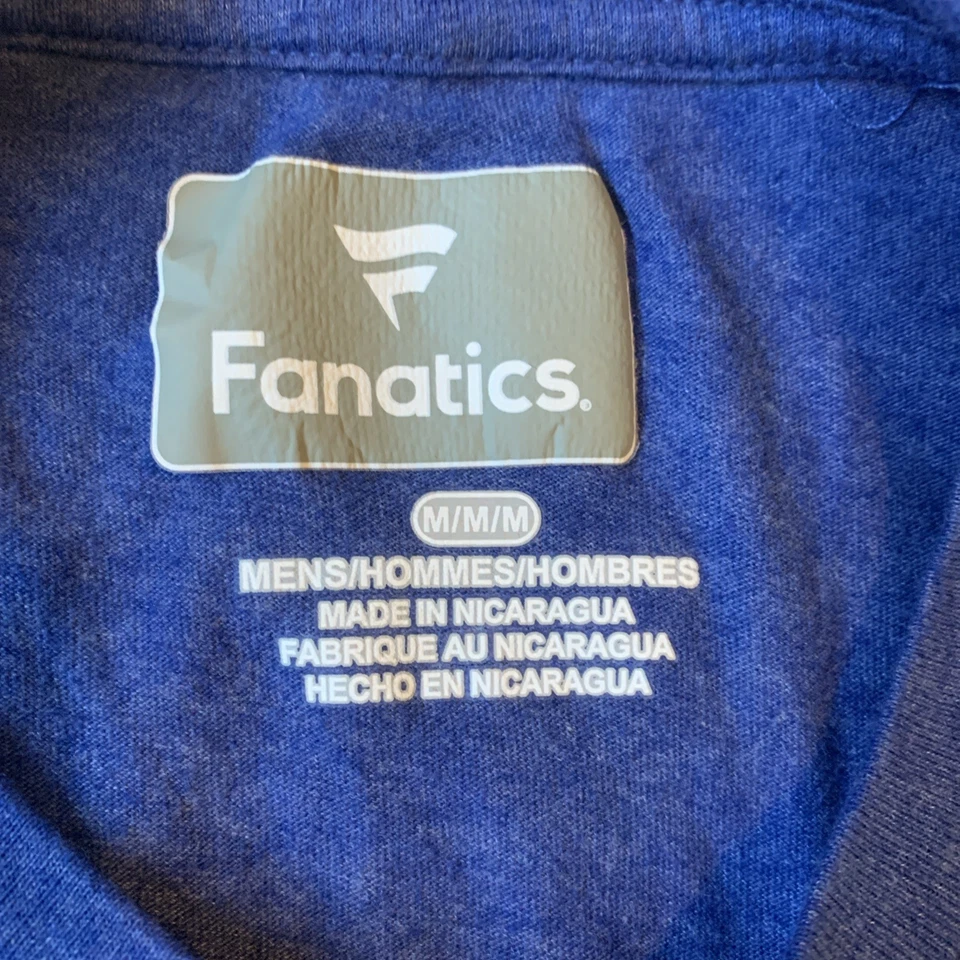 Fanatics.
M/M/M
MENS/HOMMES/HOMBRES
MADE IN NICARAGUA
FABRIQUE AU NICARAGUA
HECHO EN NICARAGUA